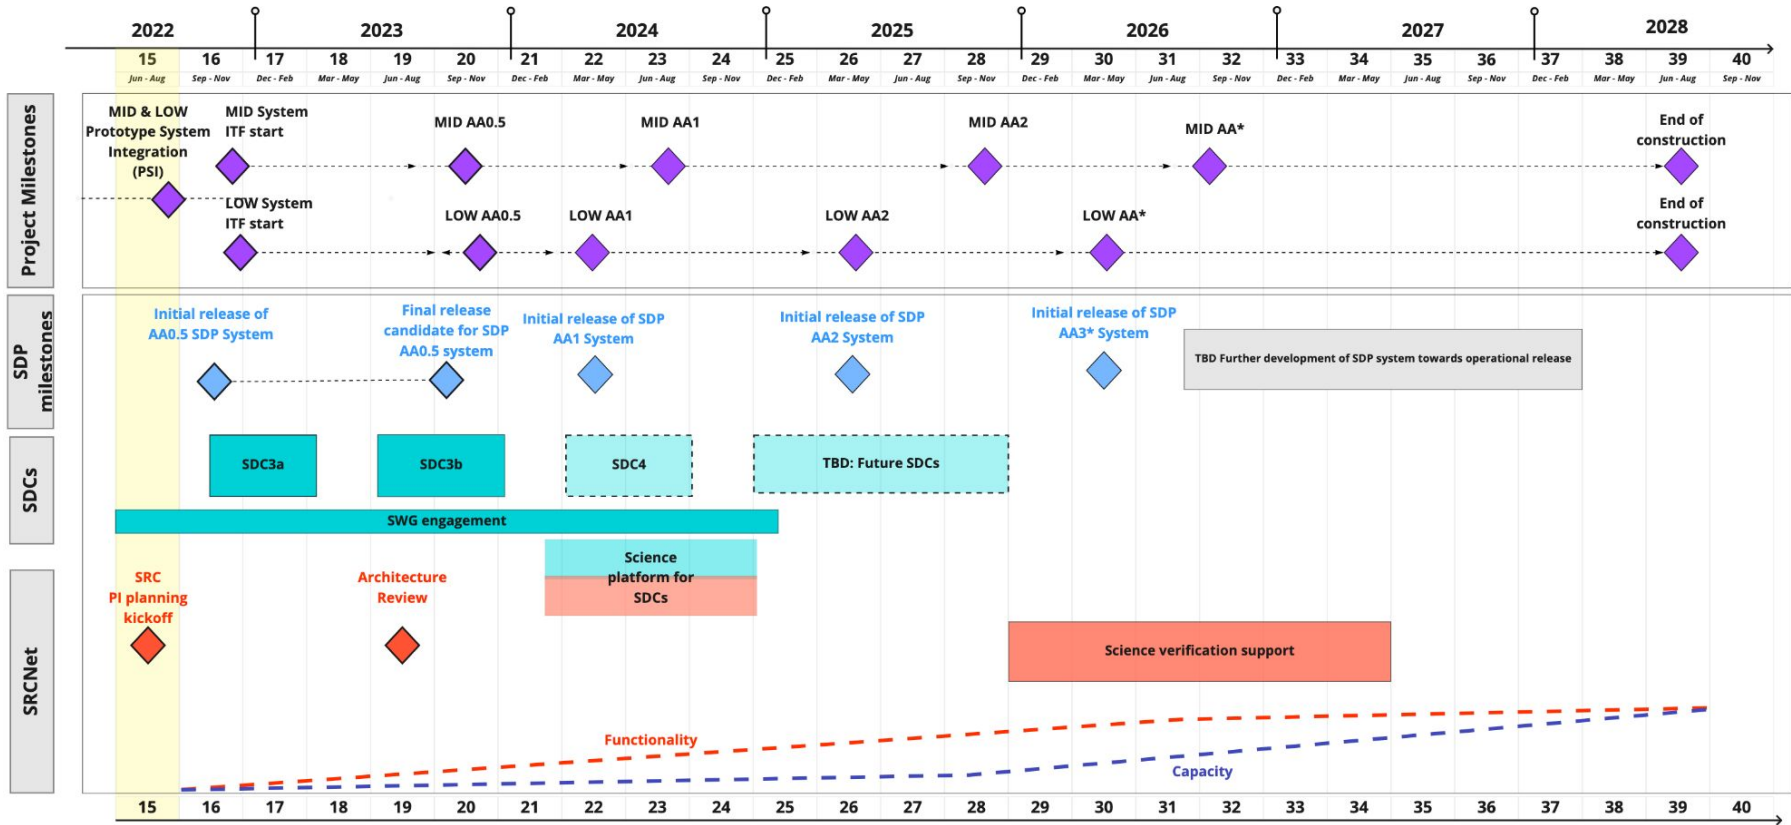 2022 2023 2024 2025 2026 2027 2028
15 16 17 18 19 20 21 22 23 24 25 26 27 28 29 30 31 32 33 34 35 36 37 38 39 40
Jun - Aug Sep - Nov Dec - Feb Mar - May Jun - Aug Sep - Nov Dec - Feb Mar - May Jun - Aug Sep - Nov Dec - Feb Mar - May Jun - Aug Sep - Nov Dec - Feb Mar - May Jun - Aug Sep - Nov Dec - Feb Mar - May Jun - Aug Sep - Nov Dec - Feb Mar - May Jun - Aug Sep - Nov
Project Milestones
MID & LOW
Prototype System
Integration
(PSI)
MID System
ITF start
MID AA0.5
MID AA1
MID AA2
MID AA*
End of
construction
LOW System
ITF start
LOW AA0.5
LOW AA1
LOW AA2
LOW AA*
End of
construction
SDP
milestones
Initial release of
AA0.5 SDP System
Final release
candidate for SDP
AA0.5 system
Initial release of SDP
AA1 System
Initial release of SDP
AA2 System
Initial release of SDP
AA3* System
TBD Further development of SDP system towards operational release
SDCs
SDC3a
SDC3b
SDC4
TBD: Future SDCs
SWG engagement
Science
platform for
SDCs
SRCNet
SRC
PI planning
kickoff
Architecture
Review
Science verification support
Functionality
Capacity
15 16 17 18 19 20 21 22 23 24 25 26 27 28 29 30 31 32 33 34 35 36 37 38 39 40